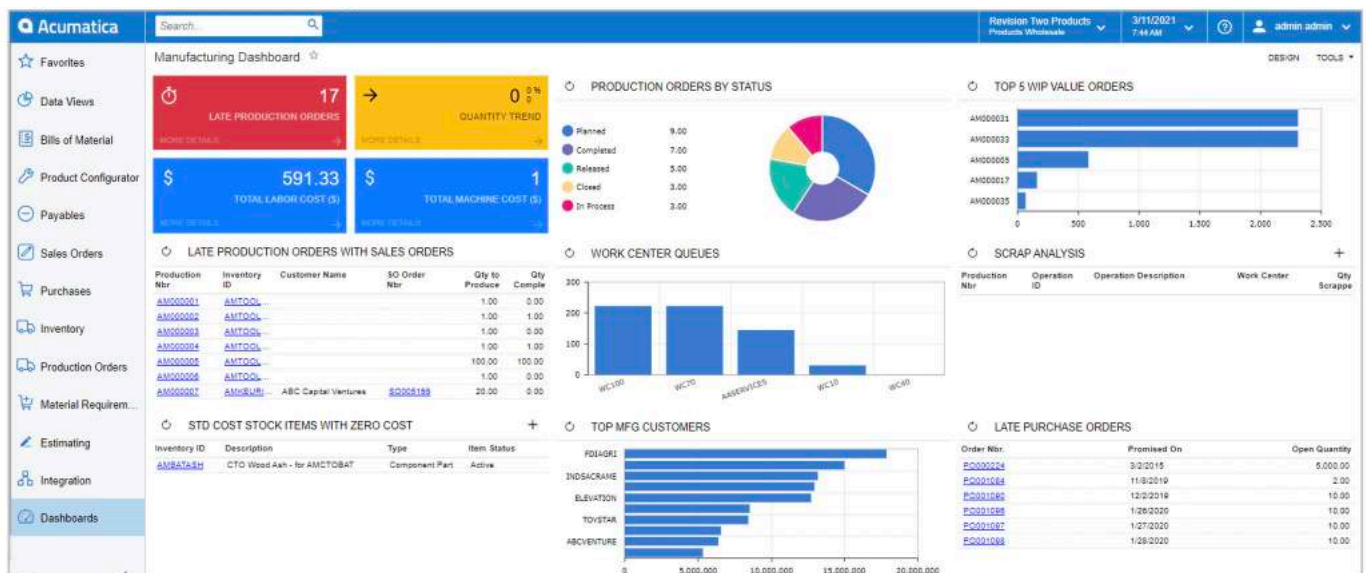 Acumatica
Search...
Revision Two Products
Products Wholesale
3/11/2021
7:44 AM
admin admin
Favorites
Data Views
Bills of Material
Product Configurator
Payables
Sales Orders
Purchases
Inventory
Production Orders
Material Requirem...
Estimating
Integration
Dashboards
Manufacturing Dashboard
DESIGN TOOLS
17
LATE PRODUCTION ORDERS
MORE DETAILS
0 0 %
0
QUANTITY TREND
MORE DETAILS
$ 591.33
TOTAL LABOR COST ($)
MORE DETAILS
$ 1
TOTAL MACHINE COST ($)
MORE DETAILS
PRODUCTION ORDERS BY STATUS
Planned 9.00
Completed 7.00
Released 5.00
Closed 3.00
In Process 3.00
TOP 5 WIP VALUE ORDERS
AM000031
AM000033
AM000005
AM000017
AM000035
0 500 1,000 1,500 2,000 2,500
LATE PRODUCTION ORDERS WITH SALES ORDERS
Production Nbr Inventory ID Customer Name SO Order Nbr Qty to Produce Qty Comple
AM000001 AMTOOL... 1.00 0.00
AM000002 AMTOOL... 1.00 1.00
AM000003 AMTOOL... 1.00 0.00
AM000004 AMTOOL... 1.00 1.00
AM000005 AMTOOL... 100.00 100.00
AM000006 AMTOOL... 1.00 0.00
AM000007 AMKEURI... ABC Capital Ventures SO005156 20.00 0.00
WORK CENTER QUEUES
300
200
100
0
WC100 WC70 AASERVICES WC10 WC40
SCRAP ANALYSIS +
Production Nbr Operation ID Operation Description Work Center Qty Scrappe
STD COST STOCK ITEMS WITH ZERO COST +
Inventory ID Description Type Item Status
AMBATASH CTO Wood Ash - for AMCTOBAT Component Part Active
TOP MFG CUSTOMERS
FDIAGRI
INDSACRAME
ELEVATION
TOYSTAR
ABCVENTURE
0 5,000,000 10,000,000 15,000,000 20,000,000
LATE PURCHASE ORDERS
Order Nbr. Promised On Open Quantity
PO000224 3/2/2015 5,000.00
PO001084 11/8/2019 2.00
PO001090 12/2/2019 10.00
PO001096 1/26/2020 10.00
PO001097 1/27/2020 10.00
PO001098 1/28/2020 10.00